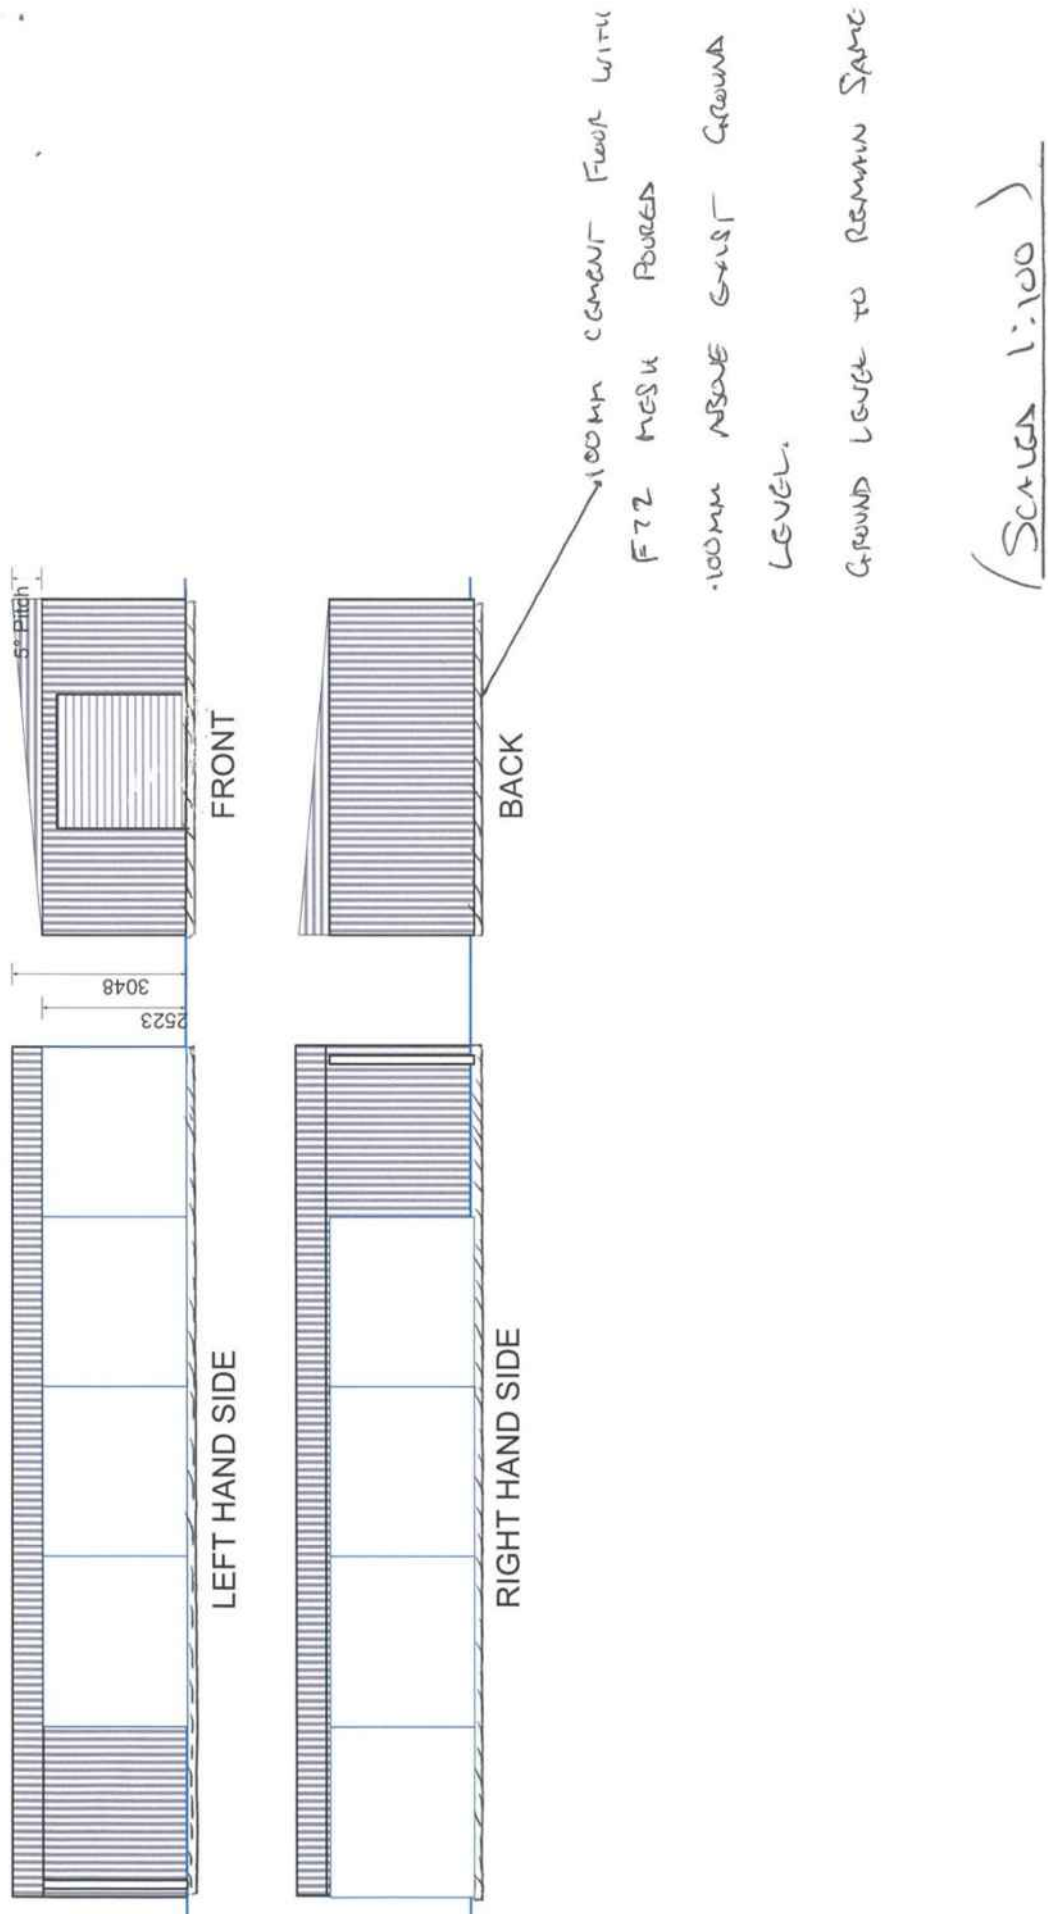 5° Pitch
3048
2523
LEFT HAND SIDE
FRONT
RIGHT HAND SIDE
BACK
·100MM CEMENT FLOOR WITH
F72 MESH POURED
·100MM ABOVE EXIST GROUND
LEVEL.
GROUND LEVEL TO REMAIN SAME
(SCALED 1:100)